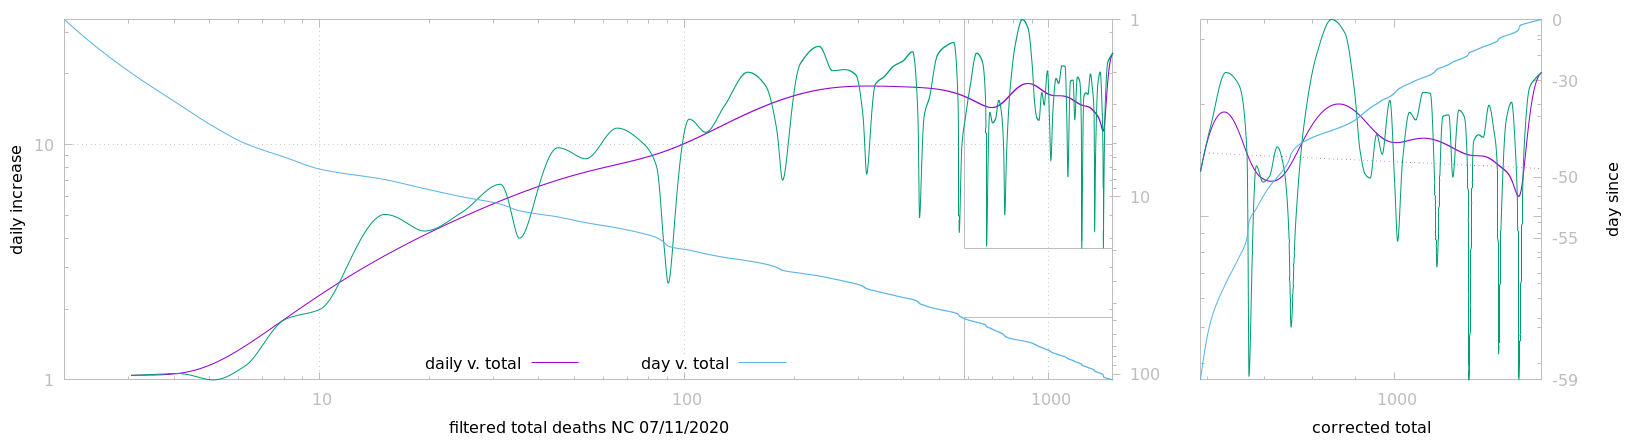 daily increase
10
1
10
100
1000
1
10
100
daily v. total
day v. total
filtered total deaths NC 07/11/2020
0
-30
-50
-55
-59
day since
1000
corrected total